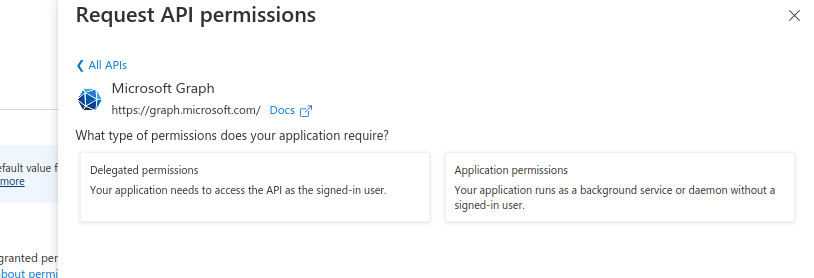 Request API permissions
All APIs
Microsoft Graph
https://graph.microsoft.com/ Docs
What type of permissions does your application require?
Delegated permissions
Your application needs to access the API as the signed-in user.
Application permissions
Your application runs as a background service or daemon without a
signed-in user.
efault value f
more
granted per
bout permi